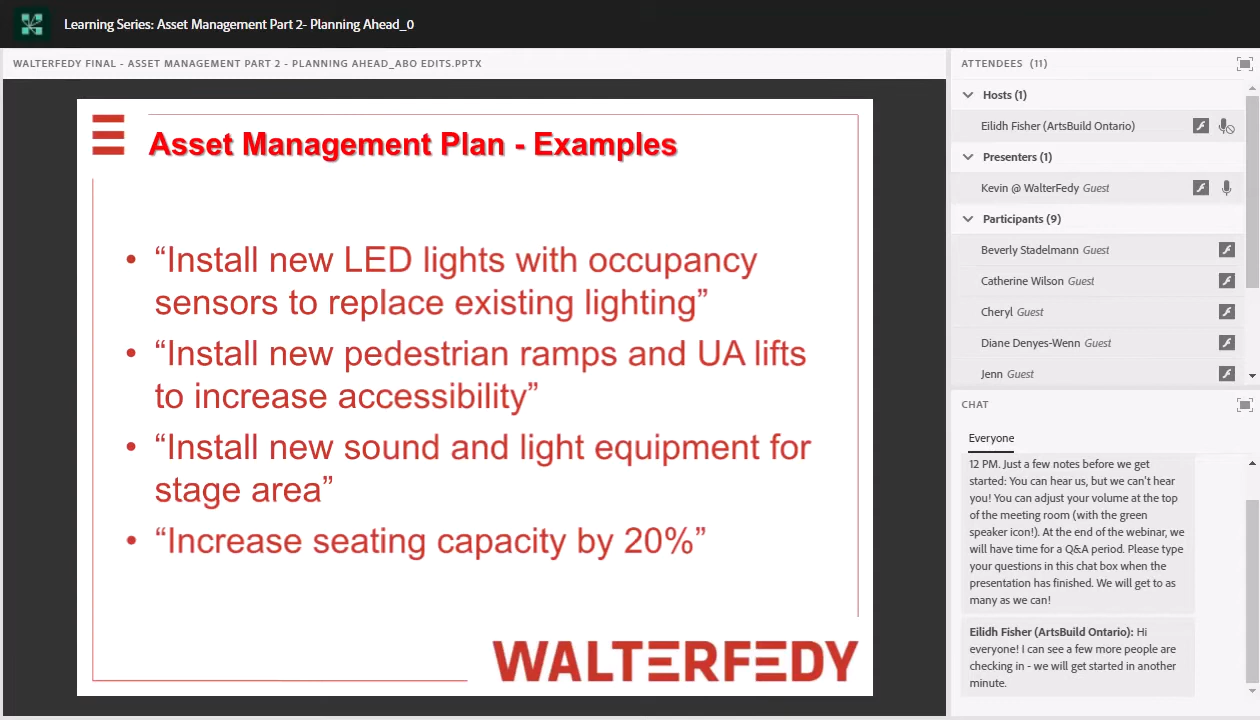 Learning Series: Asset Management Part 2- Planning Ahead_0
WALTERFEDY FINAL - ASSET MANAGEMENT PART 2 - PLANNING AHEAD_ABO EDITS.PPTX
Asset Management Plan - Examples
• “Install new LED lights with occupancy
sensors to replace existing lighting”
• “Install new pedestrian ramps and UA lifts
to increase accessibility”
• “Install new sound and light equipment for
stage area”
• “Increase seating capacity by 20%”
WALTERFEDY
ATTENDEES (11)
Hosts (1)
Eilidh Fisher (ArtsBuild Ontario)
Presenters (1)
Kevin @ WalterFedy Guest
Participants (9)
Beverly Stadelmann Guest
Catherine Wilson Guest
Cheryl Guest
Diane Denyes-Wenn Guest
Jenn Guest
CHAT
Everyone
12 PM. Just a few notes before we get
started: You can hear us, but we can't hear
you! You can adjust your volume at the top
of the meeting room (with the green
speaker icon!). At the end of the webinar, we
will have time for a Q&A period. Please type
your questions in this chat box when the
presentation has finished. We will get to as
many as we can!
Eilidh Fisher (ArtsBuild Ontario): Hi
everyone! I can see a few more people are
checking in - we will get started in another
minute.